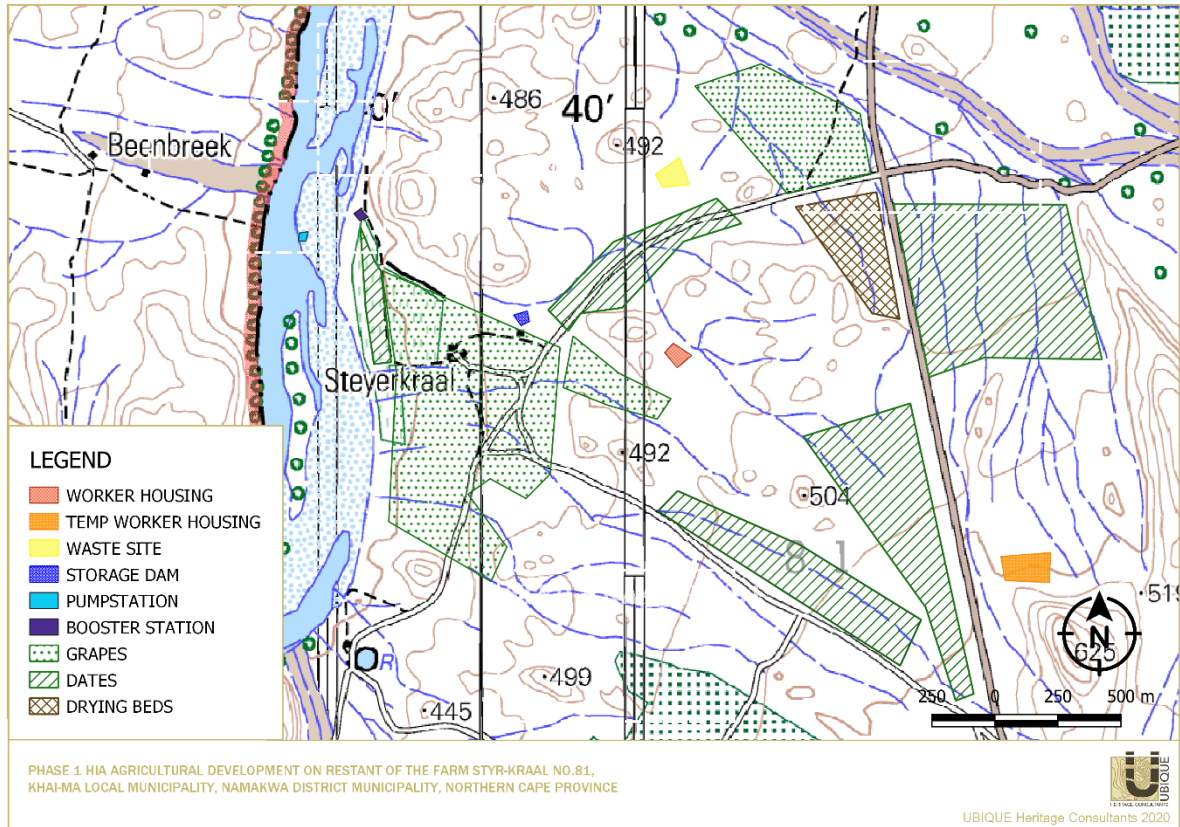 486
40'
0'
492
Beenbreek
Steyerkraal
492
504
8 1
519
625
499
445
R
N
250 0 250 500 m
LEGEND
WORKER HOUSING
TEMP WORKER HOUSING
WASTE SITE
STORAGE DAM
PUMPSTATION
BOOSTER STATION
GRAPES
DATES
DRYING BEDS
PHASE 1 HIA AGRICULTURAL DEVELOPMENT ON RESTANT OF THE FARM STYR-KRAAL NO.81,
KHAI-MA LOCAL MUNICIPALITY, NAMAKWA DISTRICT MUNICIPALITY, NORTHERN CAPE PROVINCE
UBIQUE
HERITAGE CONSULTANTS
UBIQUE Heritage Consultants 2020